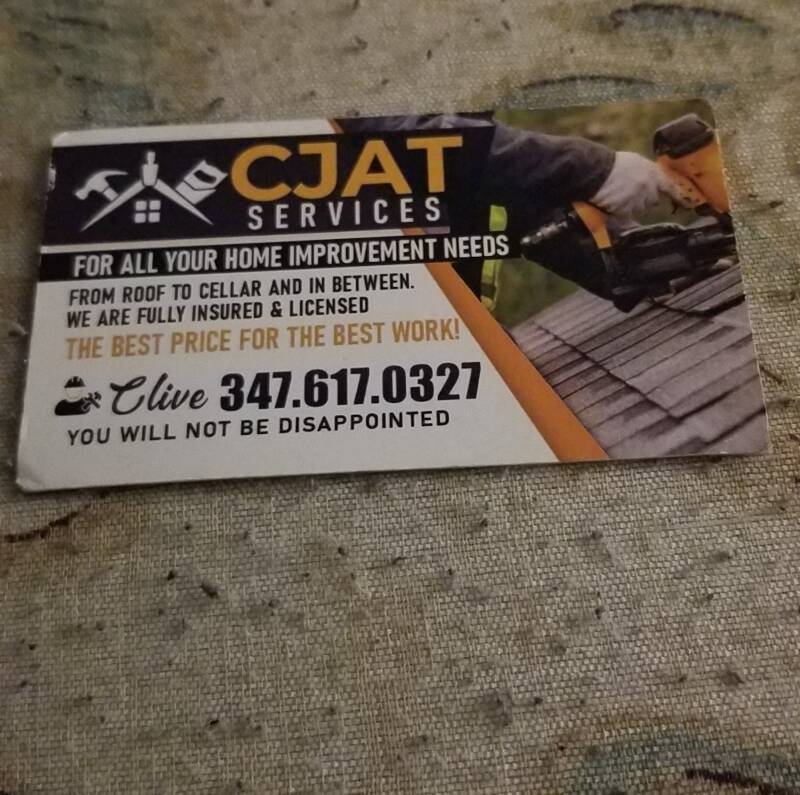 CJAT
SERVICES
FOR ALL YOUR HOME IMPROVEMENT NEEDS
FROM ROOF TO CELLAR AND IN BETWEEN.
WE ARE FULLY INSURED & LICENSED
THE BEST PRICE FOR THE BEST WORK!
Clive 347.617.0327
YOU WILL NOT BE DISAPPOINTED